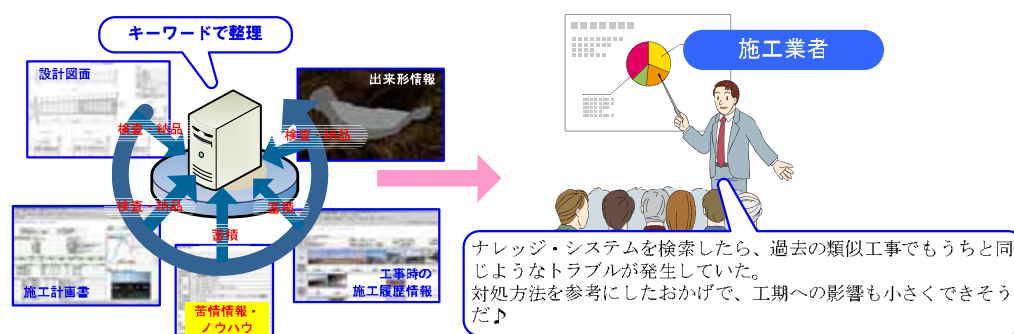 キーワードで整理
設計図面
出来形情報
検査・納品
検査・納品
検査・納品
蓄積
蓄積
施工計画書
苦情情報・
ノウハウ
工事時の
施工履歴情報
施工業者
ナレッジ・システムを検索したら、過去の類似工事でもうちと同
じようなトラブルが発生していた。
対処方法を参考にしたおかげで、工期への影響も小さくできそう
だ♪